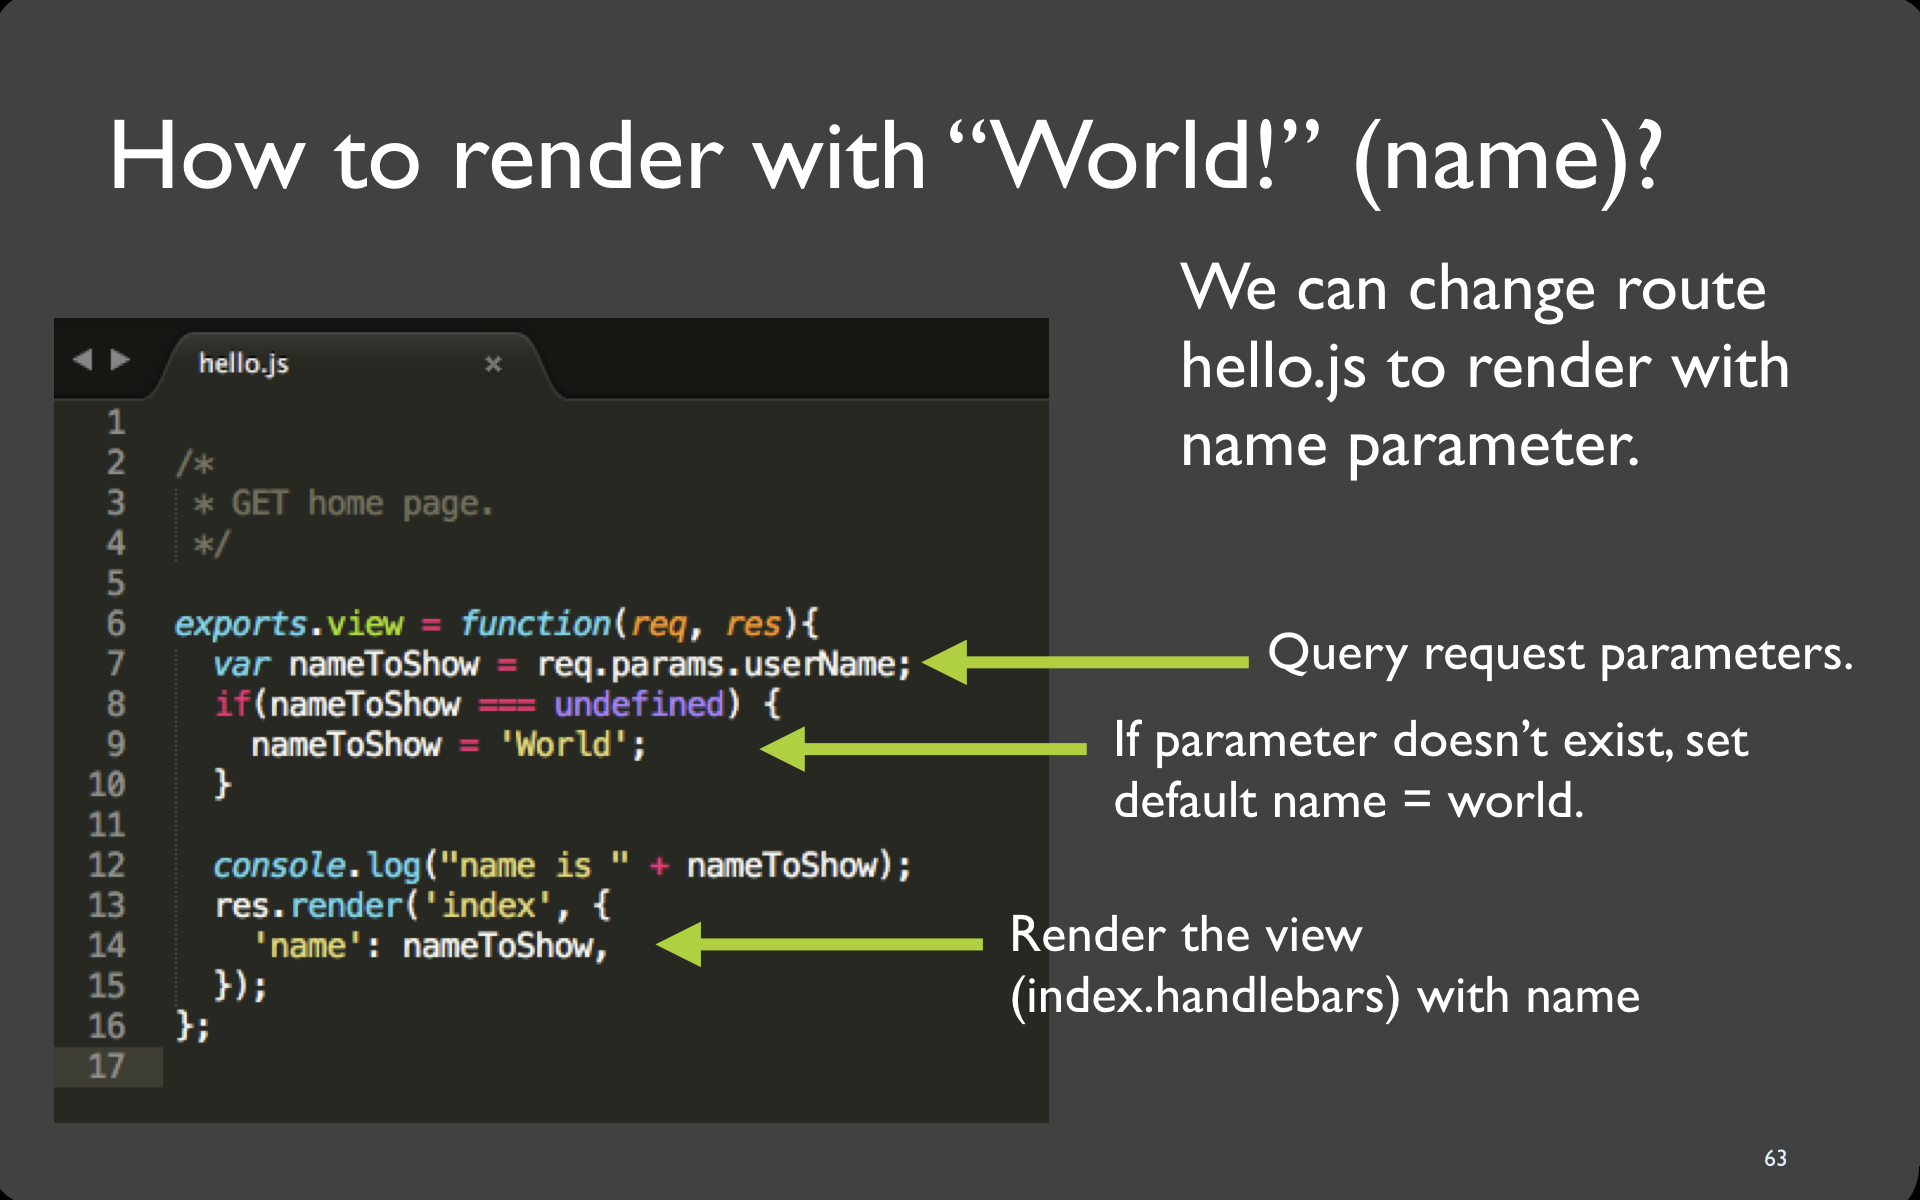 How to render with “World!” (name)?
We can change route
hello.js to render with
name parameter.
hello.js ×
1
2 /*
3 * GET home page.
4 */
5
6 exports.view = function(req, res){
7 var nameToShow = req.params.userName;
8 if(nameToShow === undefined) {
9 nameToShow = 'World';
10 }
11
12 console.log("name is " + nameToShow);
13 res.render('index', {
14 'name': nameToShow,
15 });
16 };
17
Query request parameters.
If parameter doesn’t exist, set
default name = world.
Render the view
(index.handlebars) with name
63